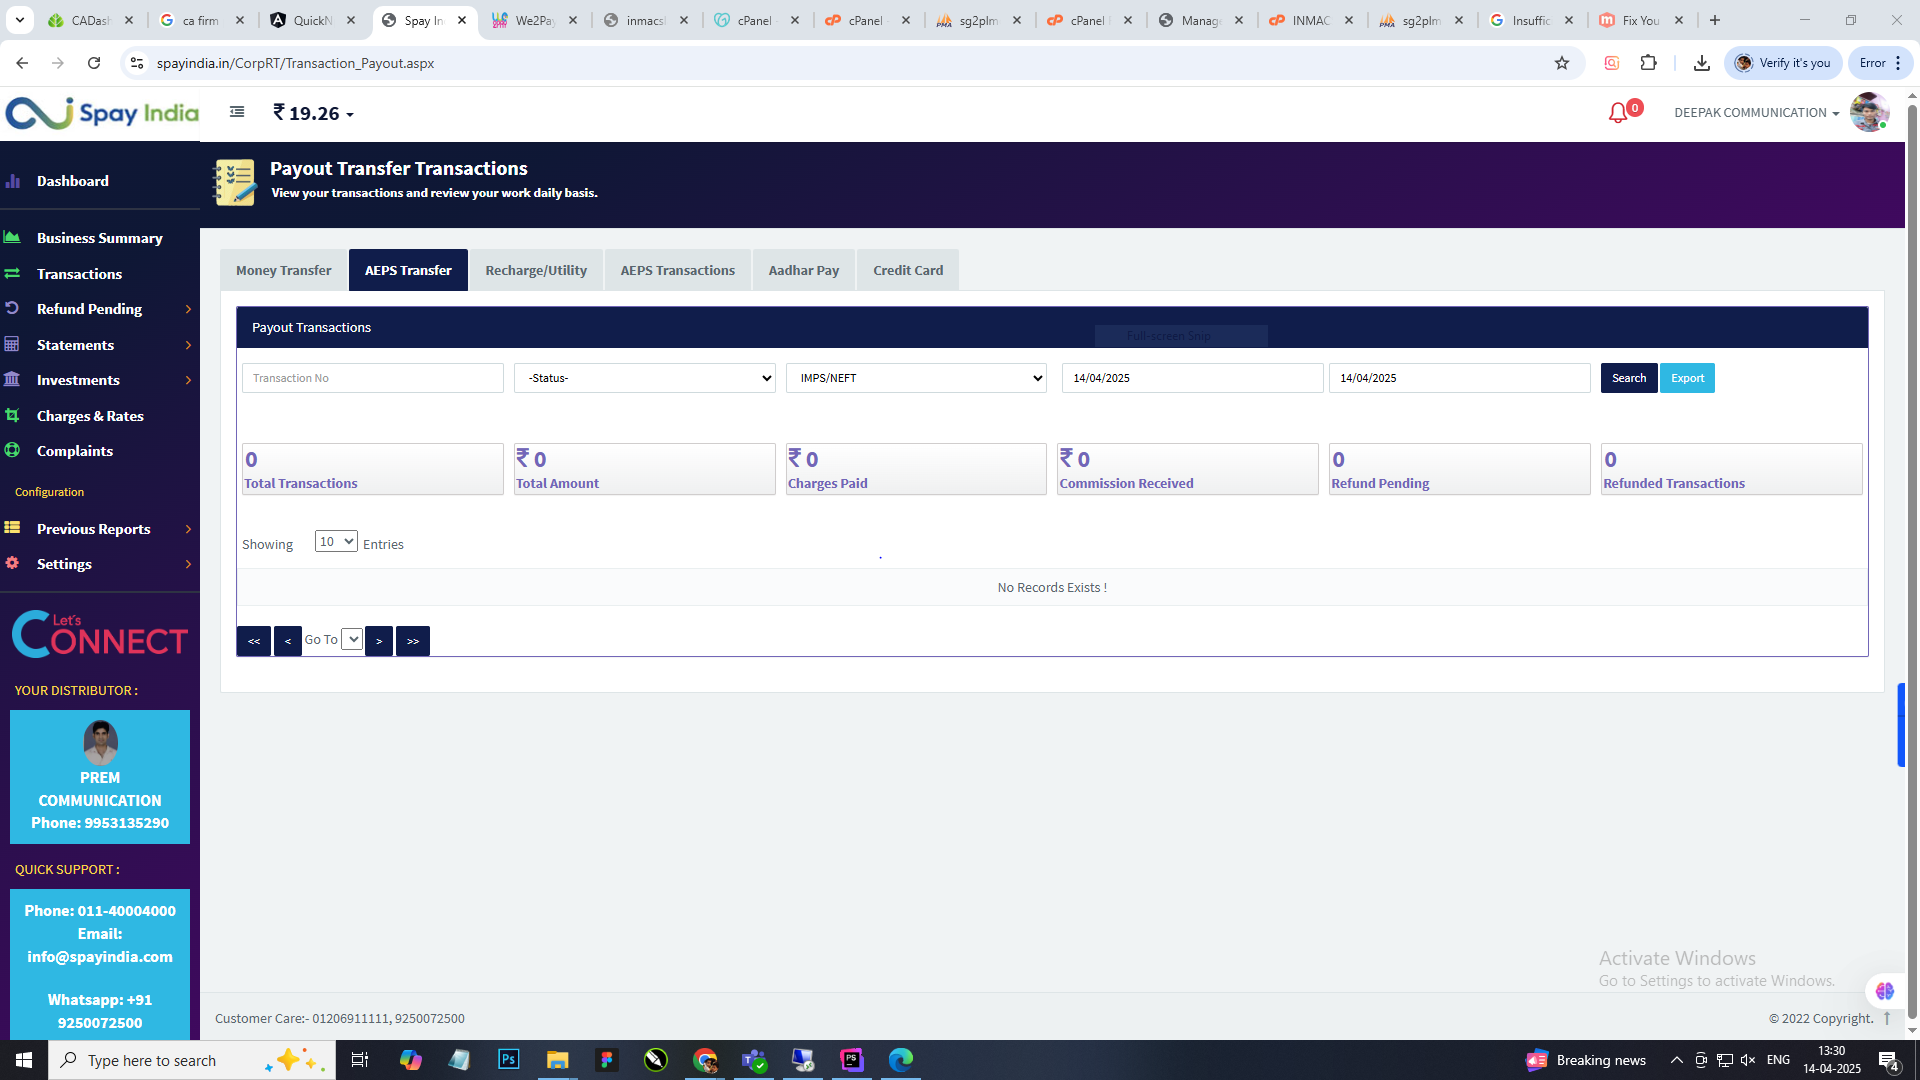 CADas
ca firm
QuickN
Spay In
We2Pay
inmacs
cPanel
cPanel
sg2plm
cPanel
Manag
INMAC
sg2plm
Insuffic
Fix You
spayindia.in/CorpRT/Transaction_Payout.aspx
Verify it's you
Error
Spay India
₹ 19.26
0
DEEPAK COMMUNICATION
Payout Transfer Transactions
View your transactions and review your work daily basis.
Dashboard
Business Summary
Transactions
Refund Pending
Statements
Investments
Charges & Rates
Complaints
Configuration
Previous Reports
Settings
Let's
CONNECT
YOUR DISTRIBUTOR :
PREM
COMMUNICATION
Phone: 9953135290
QUICK SUPPORT :
Phone: 011-40004000
Email:
info@spayindia.com
Whatsapp: +91
9250072500
Money Transfer
AEPS Transfer
Recharge/Utility
AEPS Transactions
Aadhar Pay
Credit Card
Payout Transactions
Full-screen Snip
Transaction No
-Status-
IMPS/NEFT
14/04/2025
14/04/2025
Search
Export
0
Total Transactions
₹ 0
Total Amount
₹ 0
Charges Paid
₹ 0
Commission Received
0
Refund Pending
0
Refunded Transactions
Showing 10 Entries
No Records Exists !
<< < Go To > >>
Activate Windows
Go to Settings to activate Windows.
Customer Care:- 01206911111, 9250072500
© 2022 Copyright.
Type here to search
Ps
PS
Breaking news
ENG
13:30
14-04-2025
4